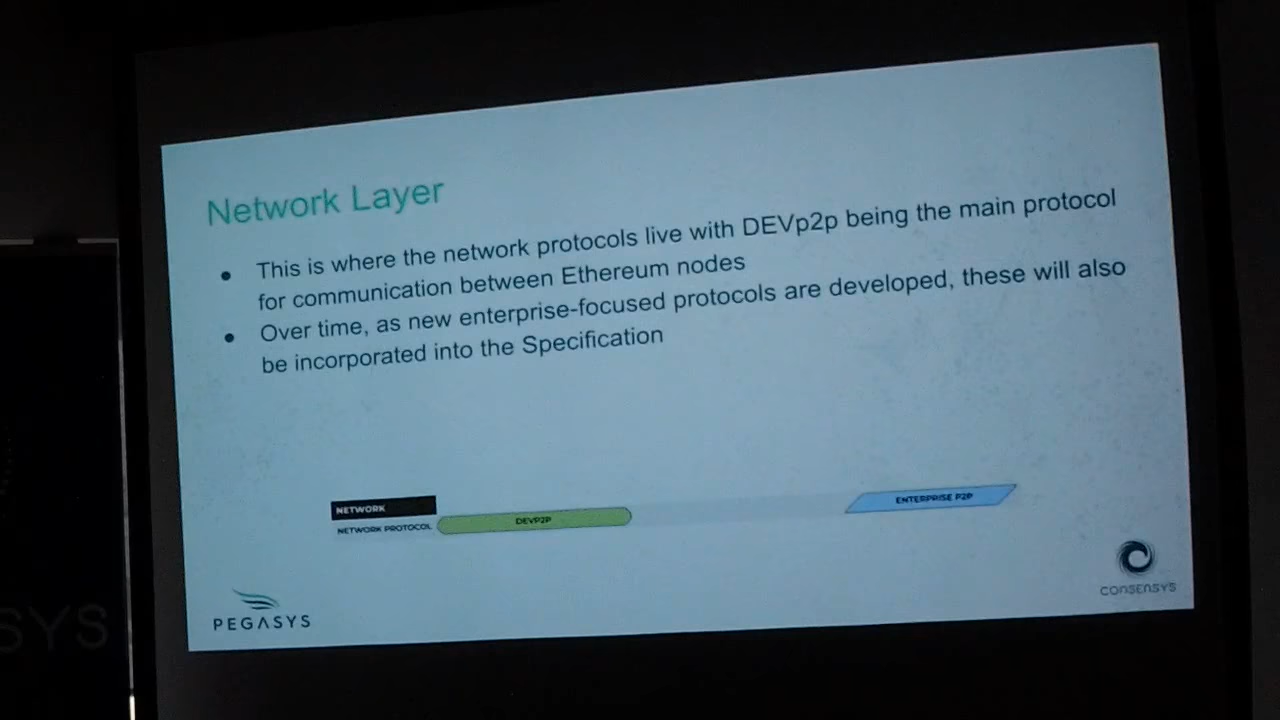 Network Layer
● This is where the network protocols live with DEVp2p being the main protocol
for communication between Ethereum nodes
● Over time, as new enterprise-focused protocols are developed, these will also
be incorporated into the Specification
NETWORK
NETWORK PROTOCOL
DEVP2P
ENTERPRISE P2P
PEGASYS
CONSENSYS
SYS